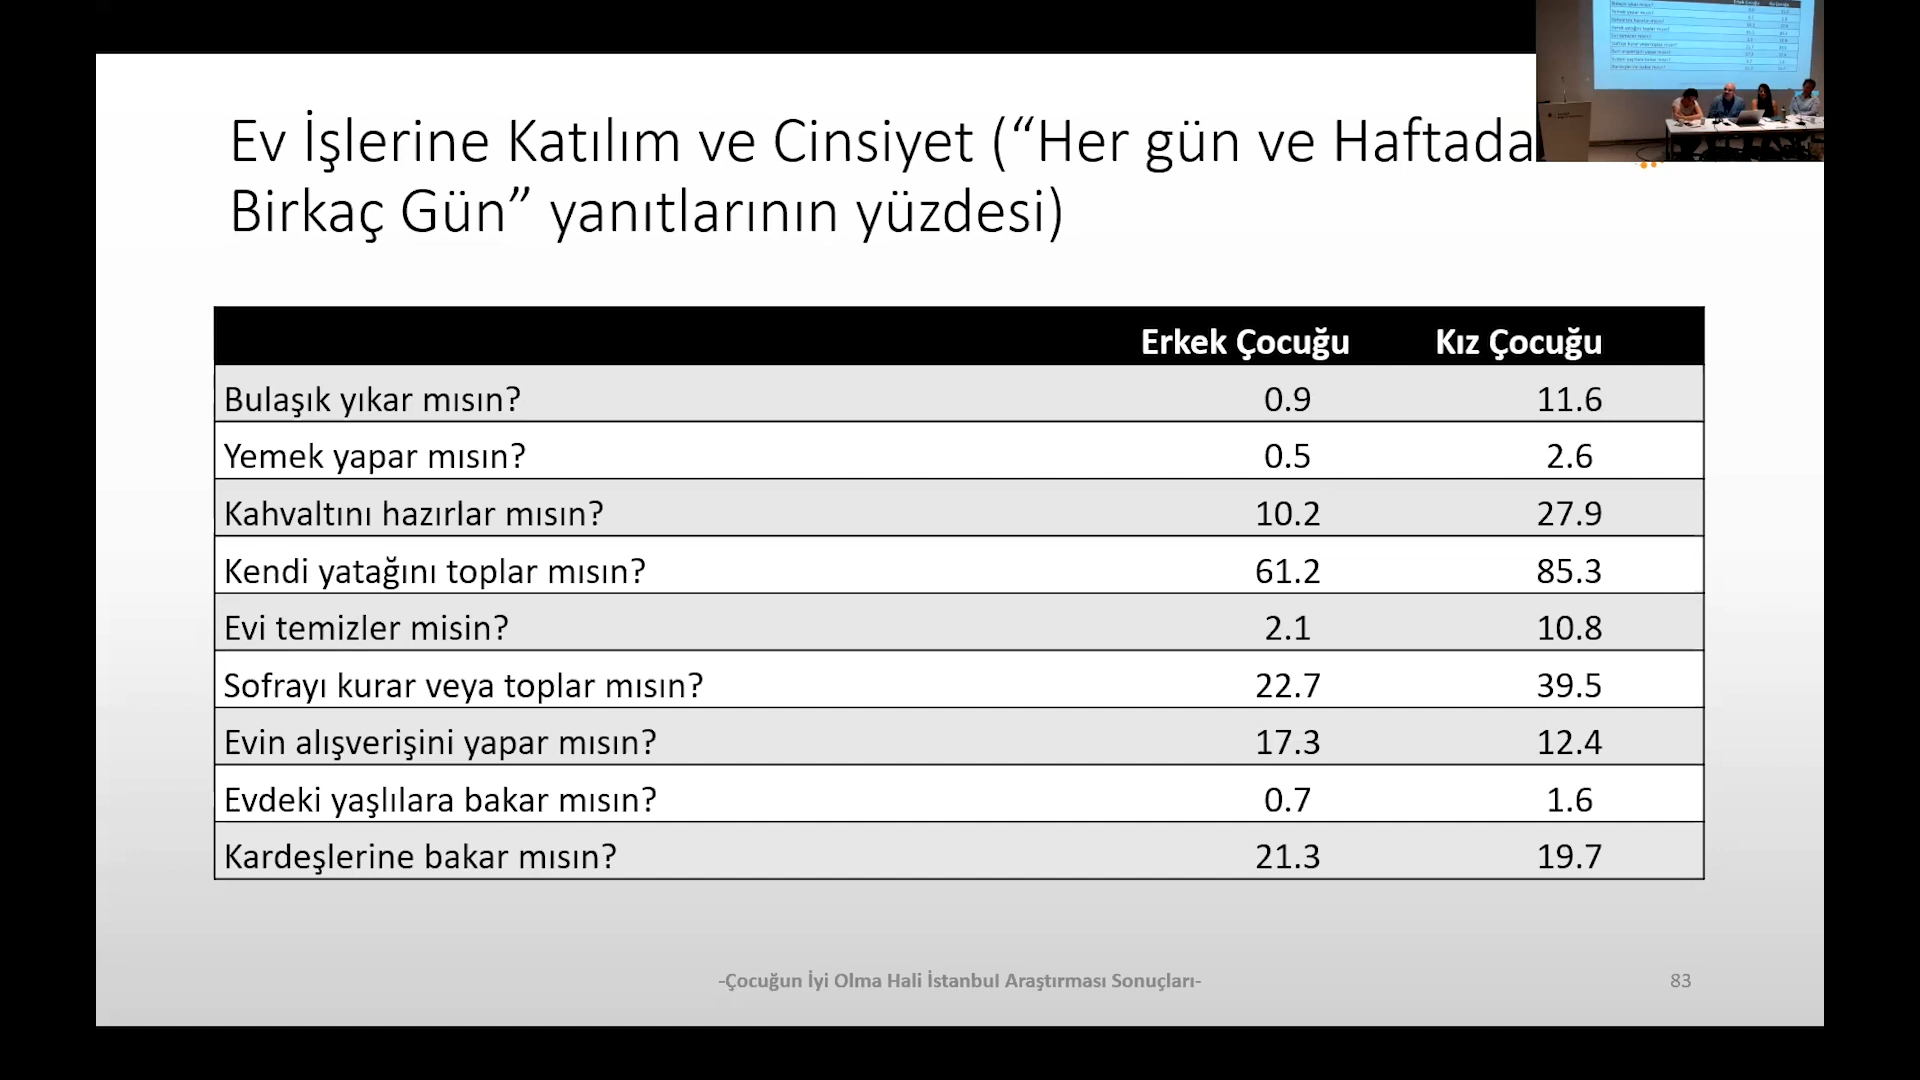 Ev İşlerine Katılım ve Cinsiyet (“Her gün ve Haftada
Birkaç Gün” yanıtlarının yüzdesi)
Erkek Çocuğu Kız Çocuğu
Bulaşık yıkar mısın? 0.9 11.6
Yemek yapar mısın? 0.5 2.6
Kahvaltını hazırlar mısın? 10.2 27.9
Kendi yatağını toplar mısın? 61.2 85.3
Evi temizler misin? 2.1 10.8
Sofrayı kurar veya toplar mısın? 22.7 39.5
Evin alışverişini yapar mısın? 17.3 12.4
Evdeki yaşlılara bakar mısın? 0.7 1.6
Kardeşlerine bakar mısın? 21.3 19.7
-Çocuğun İyi Olma Hali İstanbul Araştırması Sonuçları- 83